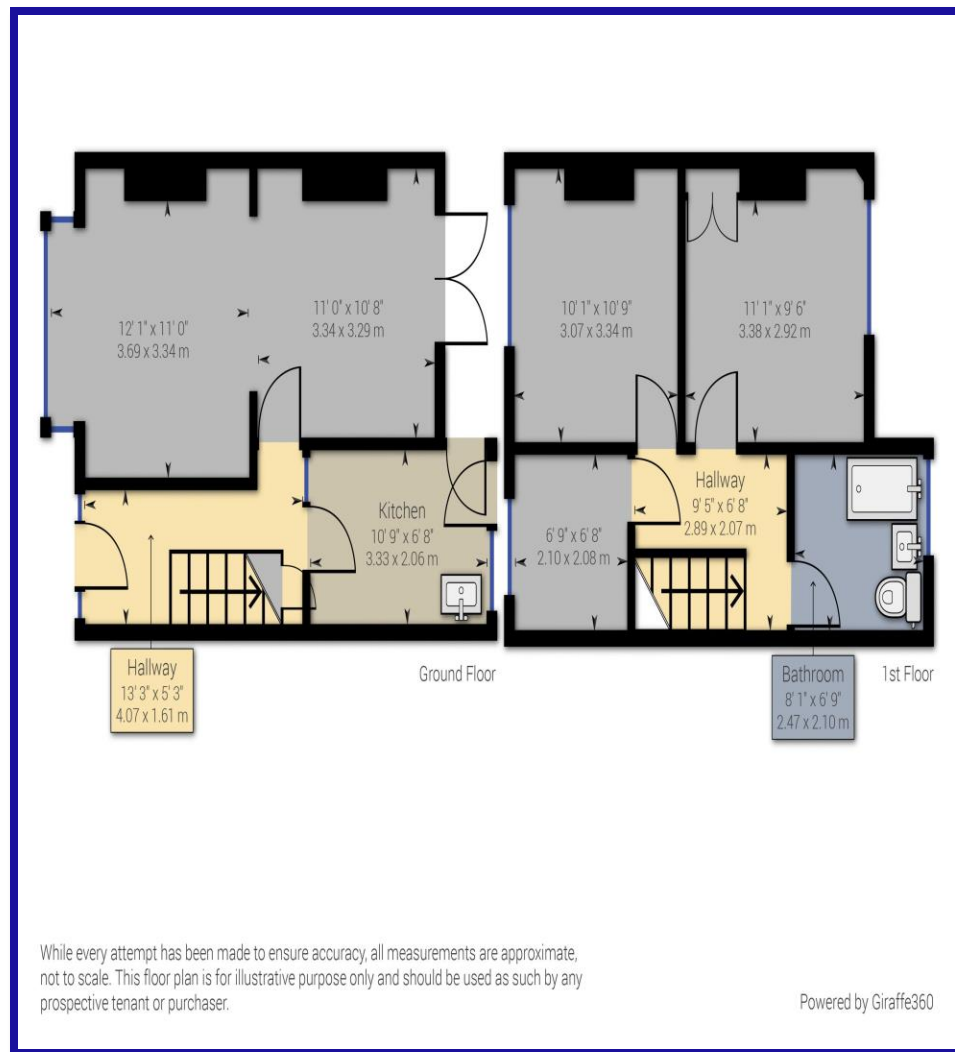 12' 1" x 11' 0"
3.69 x 3.34 m
11' 0" x 10' 8"
3.34 x 3.29 m
Kitchen
10' 9" x 6' 8"
3.33 x 2.06 m
Hallway
13' 3" x 5' 3"
4.07 x 1.61 m
Ground Floor
10' 1" x 10' 9"
3.07 x 3.34 m
11' 1" x 9' 6"
3.38 x 2.92 m
6' 9" x 6' 8"
2.10 x 2.08 m
Hallway
9' 5" x 6' 8"
2.89 x 2.07 m
Bathroom
8' 1" x 6' 9"
2.47 x 2.10 m
1st Floor
While every attempt has been made to ensure accuracy, all measurements are approximate,
not to scale. This floor plan is for illustrative purpose only and should be used as such by any
prospective tenant or purchaser.
Powered by Giraffe360